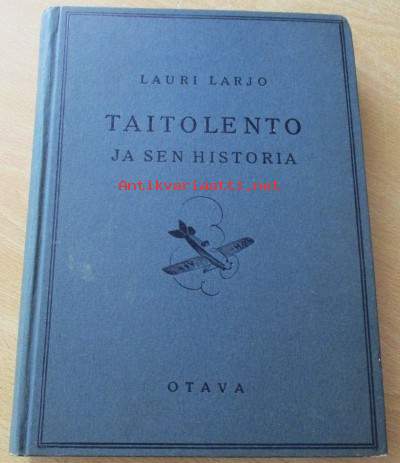 LAURI LARJO
TAITOLENTO
JA SEN HISTORIA
Antikvariaatti.net
OTAVA